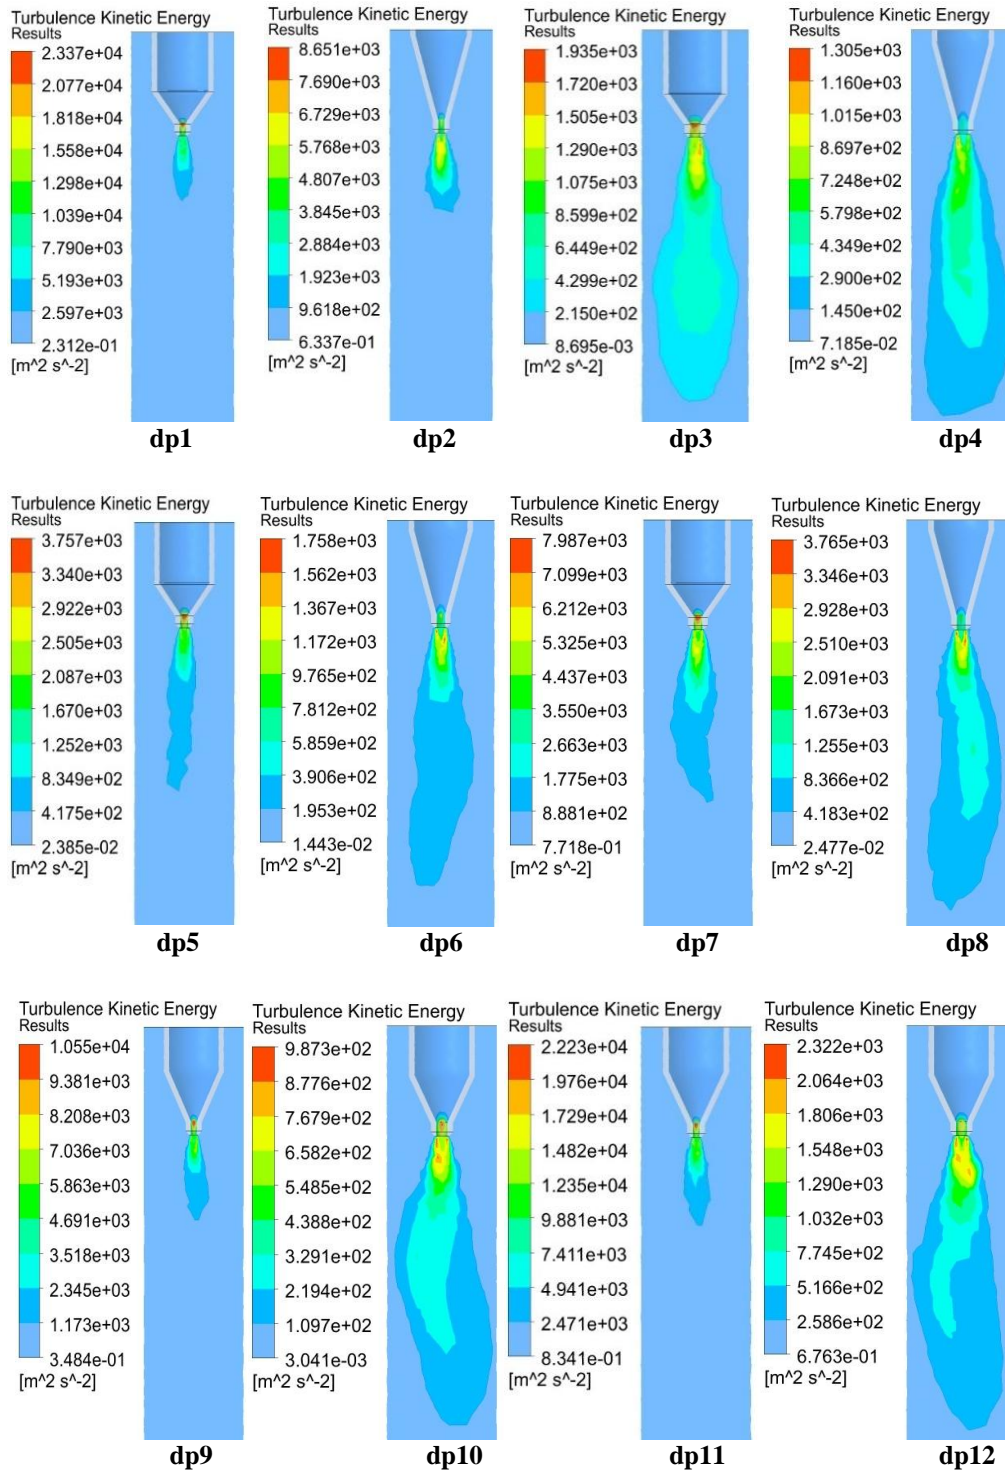 Turbulence Kinetic Energy
Results
2.337e+04
2.077e+04
1.818e+04
1.558e+04
1.298e+04
1.039e+04
7.790e+03
5.193e+03
2.597e+03
2.312e-01
[m^2 s^-2]
dp1
Turbulence Kinetic Energy
Results
8.651e+03
7.690e+03
6.729e+03
5.768e+03
4.807e+03
3.845e+03
2.884e+03
1.923e+03
9.618e+02
6.337e-01
[m^2 s^-2]
dp2
Turbulence Kinetic Energy
Results
1.935e+03
1.720e+03
1.505e+03
1.290e+03
1.075e+03
8.599e+02
6.449e+02
4.299e+02
2.150e+02
8.695e-03
[m^2 s^-2]
dp3
Turbulence Kinetic Energy
Results
1.305e+03
1.160e+03
1.015e+03
8.697e+02
7.248e+02
5.798e+02
4.349e+02
2.900e+02
1.450e+02
7.185e-02
[m^2 s^-2]
dp4
Turbulence Kinetic Energy
Results
3.757e+03
3.340e+03
2.922e+03
2.505e+03
2.087e+03
1.670e+03
1.252e+03
8.349e+02
4.175e+02
2.385e-02
[m^2 s^-2]
dp5
Turbulence Kinetic Energy
Results
1.758e+03
1.562e+03
1.367e+03
1.172e+03
9.765e+02
7.812e+02
5.859e+02
3.906e+02
1.953e+02
1.443e-02
[m^2 s^-2]
dp6
Turbulence Kinetic Energy
Results
7.987e+03
7.099e+03
6.212e+03
5.325e+03
4.437e+03
3.550e+03
2.663e+03
1.775e+03
8.881e+02
7.718e-01
[m^2 s^-2]
dp7
Turbulence Kinetic Energy
Results
3.765e+03
3.346e+03
2.928e+03
2.510e+03
2.091e+03
1.673e+03
1.255e+03
8.366e+02
4.183e+02
2.477e-02
[m^2 s^-2]
dp8
Turbulence Kinetic Energy
Results
1.055e+04
9.381e+03
8.208e+03
7.036e+03
5.863e+03
4.691e+03
3.518e+03
2.345e+03
1.173e+03
3.484e-01
[m^2 s^-2]
dp9
Turbulence Kinetic Energy
Results
9.873e+02
8.776e+02
7.679e+02
6.582e+02
5.485e+02
4.388e+02
3.291e+02
2.194e+02
1.097e+02
3.041e-03
[m^2 s^-2]
dp10
Turbulence Kinetic Energy
Results
2.223e+04
1.976e+04
1.729e+04
1.482e+04
1.235e+04
9.881e+03
7.411e+03
4.941e+03
2.471e+03
8.341e-01
[m^2 s^-2]
dp11
Turbulence Kinetic Energy
Results
2.322e+03
2.064e+03
1.806e+03
1.548e+03
1.290e+03
1.032e+03
7.745e+02
5.166e+02
2.586e+02
6.763e-01
[m^2 s^-2]
dp12